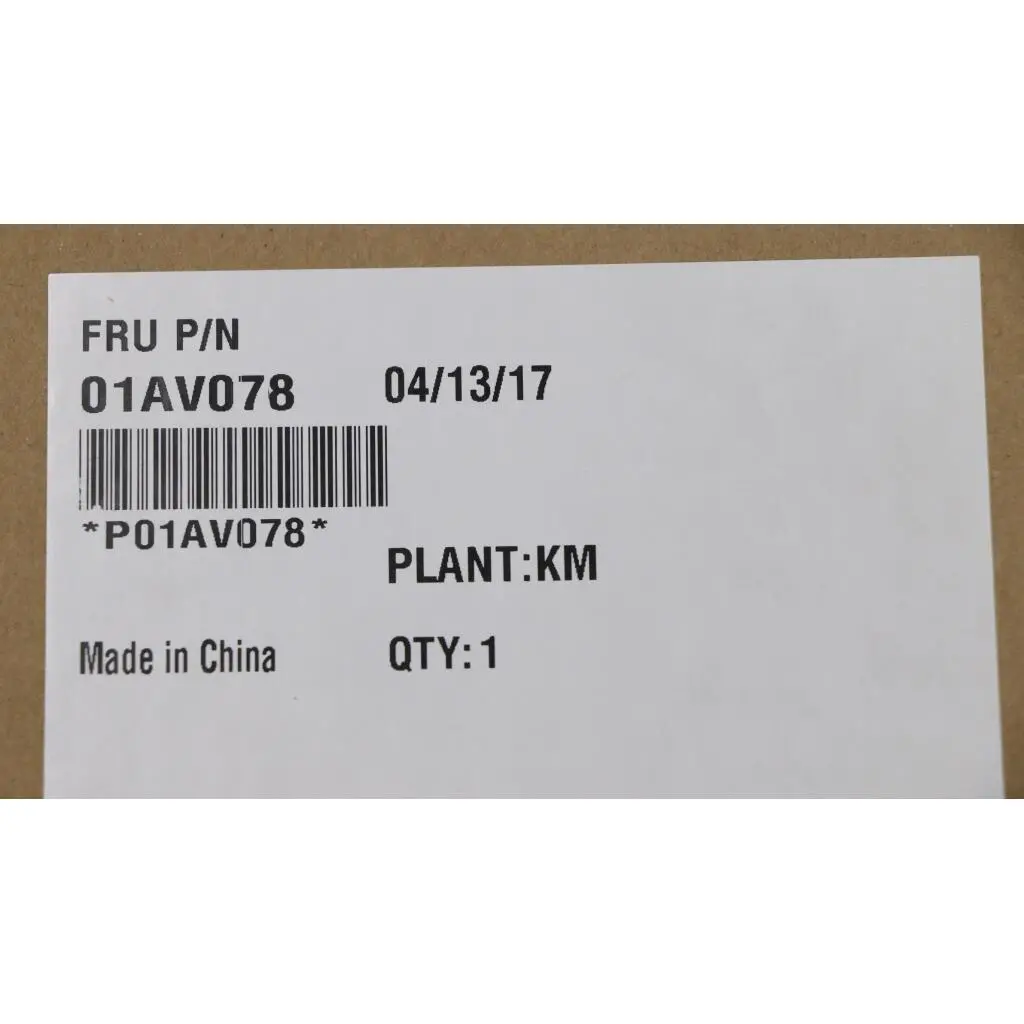 FRU P/N
01AV078
04/13/17
*P01AV078*
PLANT:KM
Made in China
QTY: 1